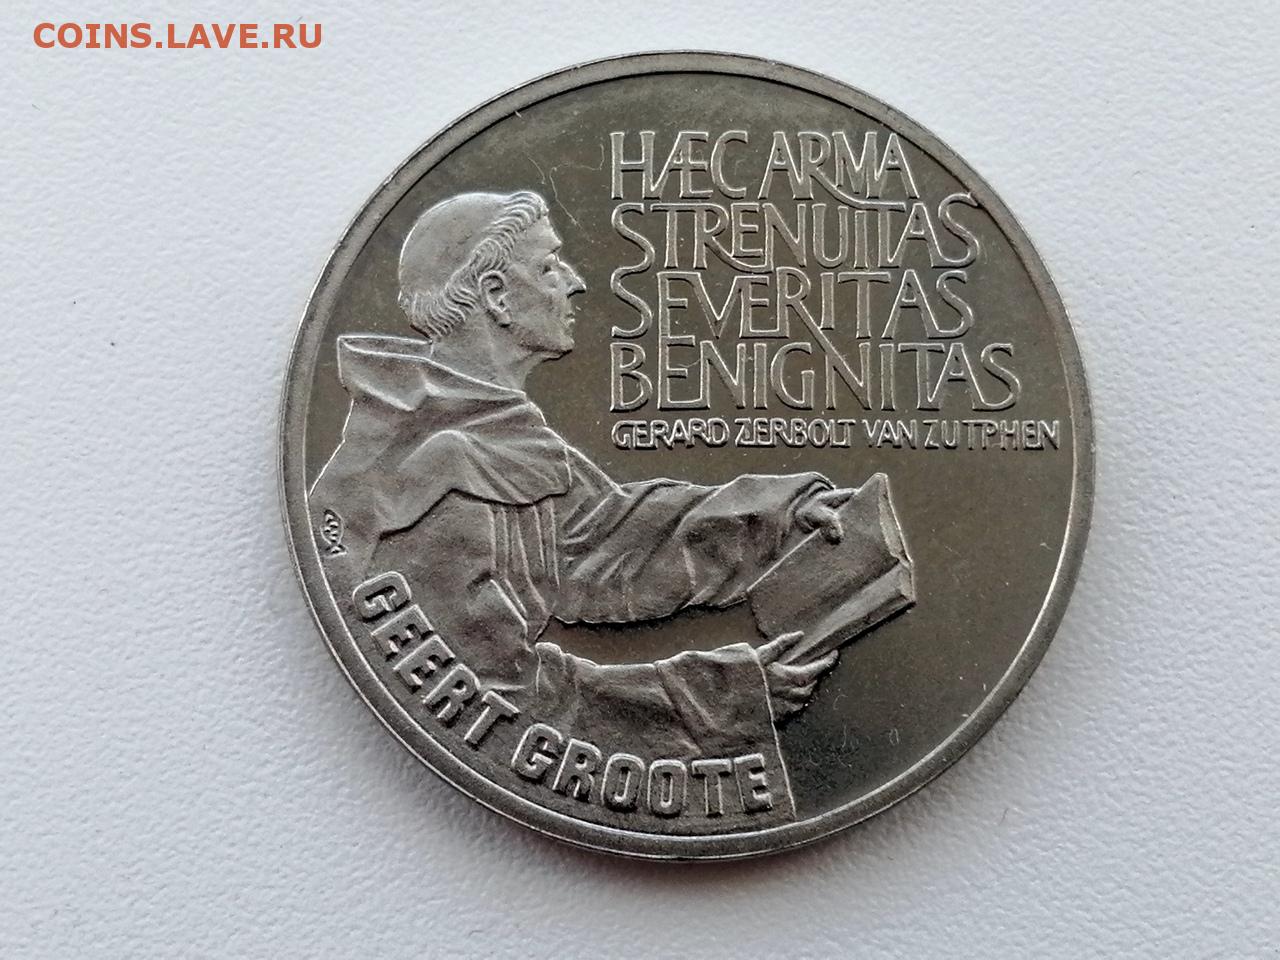 COINS.LAVE.RU
HÆC ARMA
STRENUITAS
SEVERITAS
BENIGNITAS
GERARD ZERBOLT VAN ZUTPHEN
GEERT GROOTE